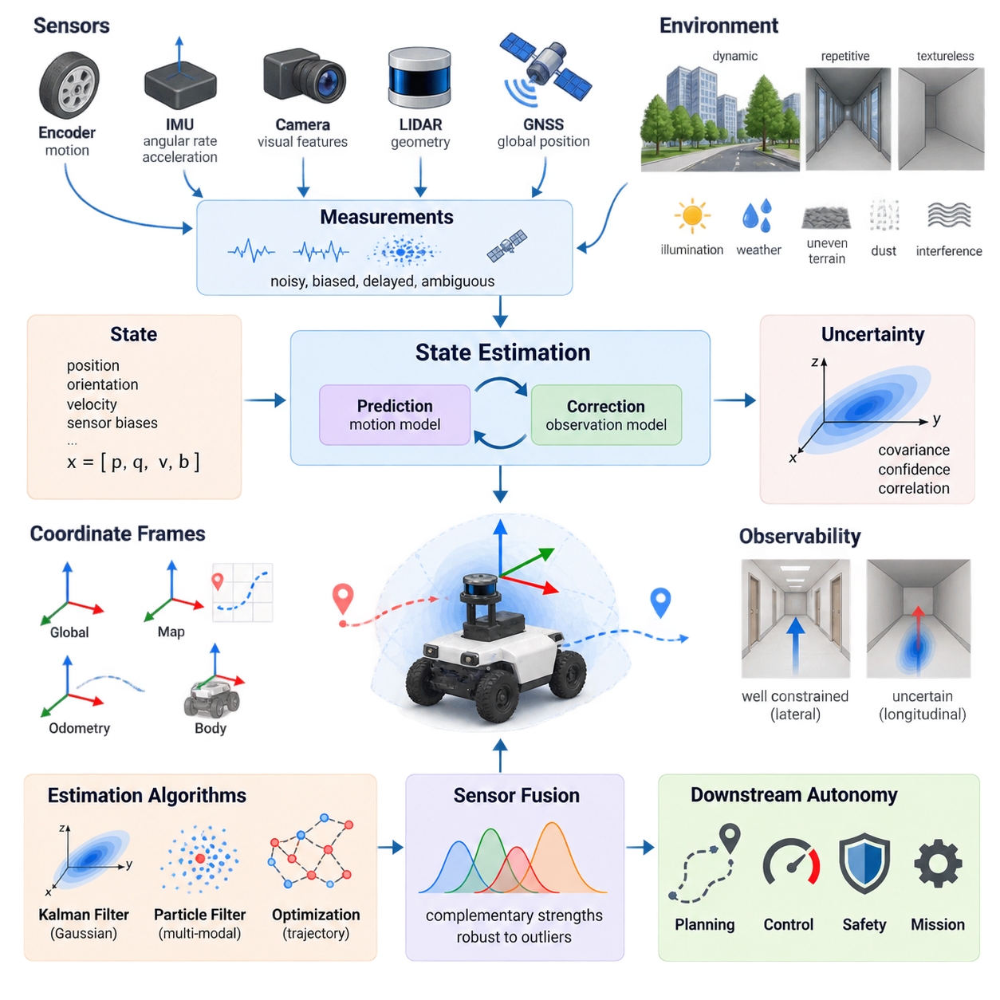 Sensors
Encoder
motion
IMU
angular rate
acceleration
Camera
visual features
LIDAR
geometry
GNSS
global position
Environment
dynamic
repetitive
textureless
illumination
weather
uneven
terrain
dust
interference
Measurements
noisy, biased, delayed, ambiguous
State
position
orientation
velocity
sensor biases
...
x = [ p, q, v, b ]
State Estimation
Prediction
motion model
Correction
observation model
Uncertainty
z
y
x
covariance
confidence
correlation
Coordinate Frames
Global
Map
Odometry
Body
Observability
well constrained
(lateral)
uncertain
(longitudinal)
Estimation Algorithms
z
y
x
Kalman Filter
(Gaussian)
Particle Filter
(multi-modal)
Optimization
(trajectory)
Sensor Fusion
complementary strengths
robust to outliers
Downstream Autonomy
Planning
Control
Safety
Mission